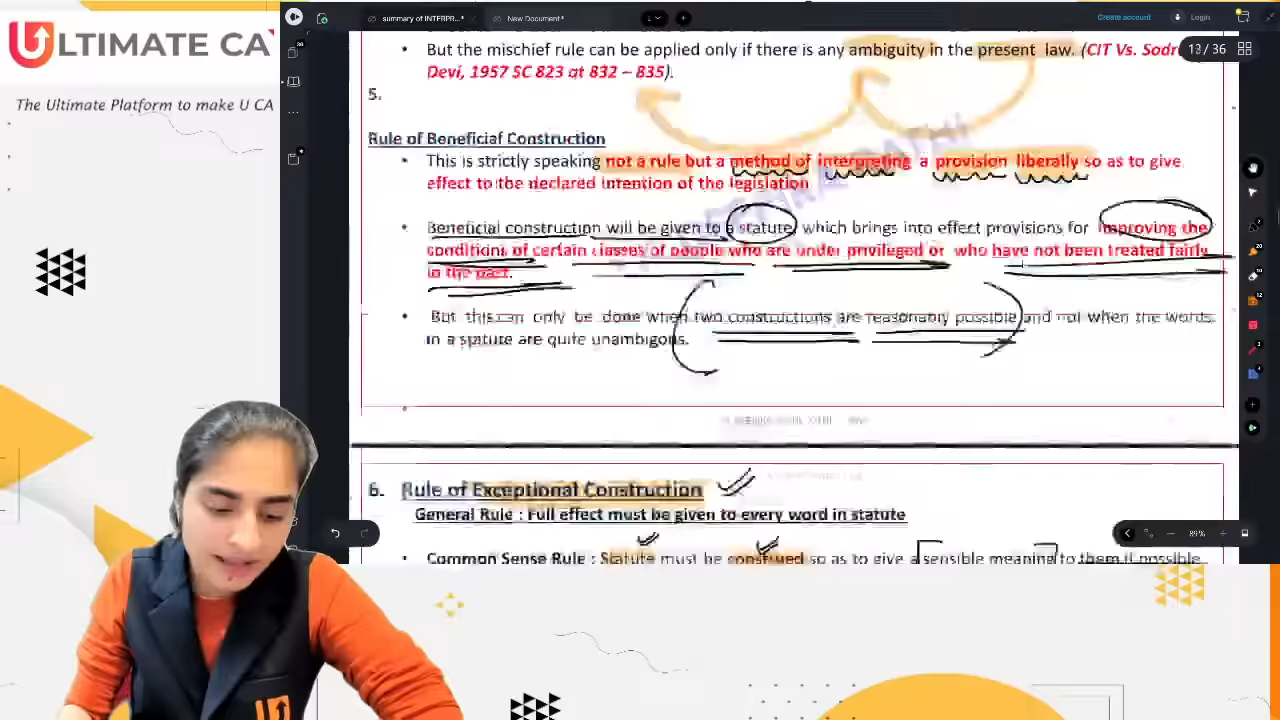 ULTIMATE CA
The Ultimate Platform to make U CA
summary of INTERPR...*
New Document*
Create account
Login
13 / 36
But the mischief rule can be applied only if there is any ambiguity in the present law. (CIT Vs. Sodra
Devi, 1957 SC 823 at 832 – 835).
5.
Rule of Beneficial Construction
This is strictly speaking not a rule but a method of interpreting a provision liberally so as to give
effect to the declared intention of the legislation
Beneficial construction will be given to a statute, which brings into effect provisions for improving the
conditions of certain classes of people who are under privileged or who have not been treated fairly
in the past.
But this can only be done when two constructions are reasonably possible and not when the words
in a statute are quite unambigous.
6. Rule of Exceptional Construction
General Rule : Full effect must be given to every word in statute
89%
Common Sense Rule : Statute must be construed so as to give a sensible meaning to them if possible